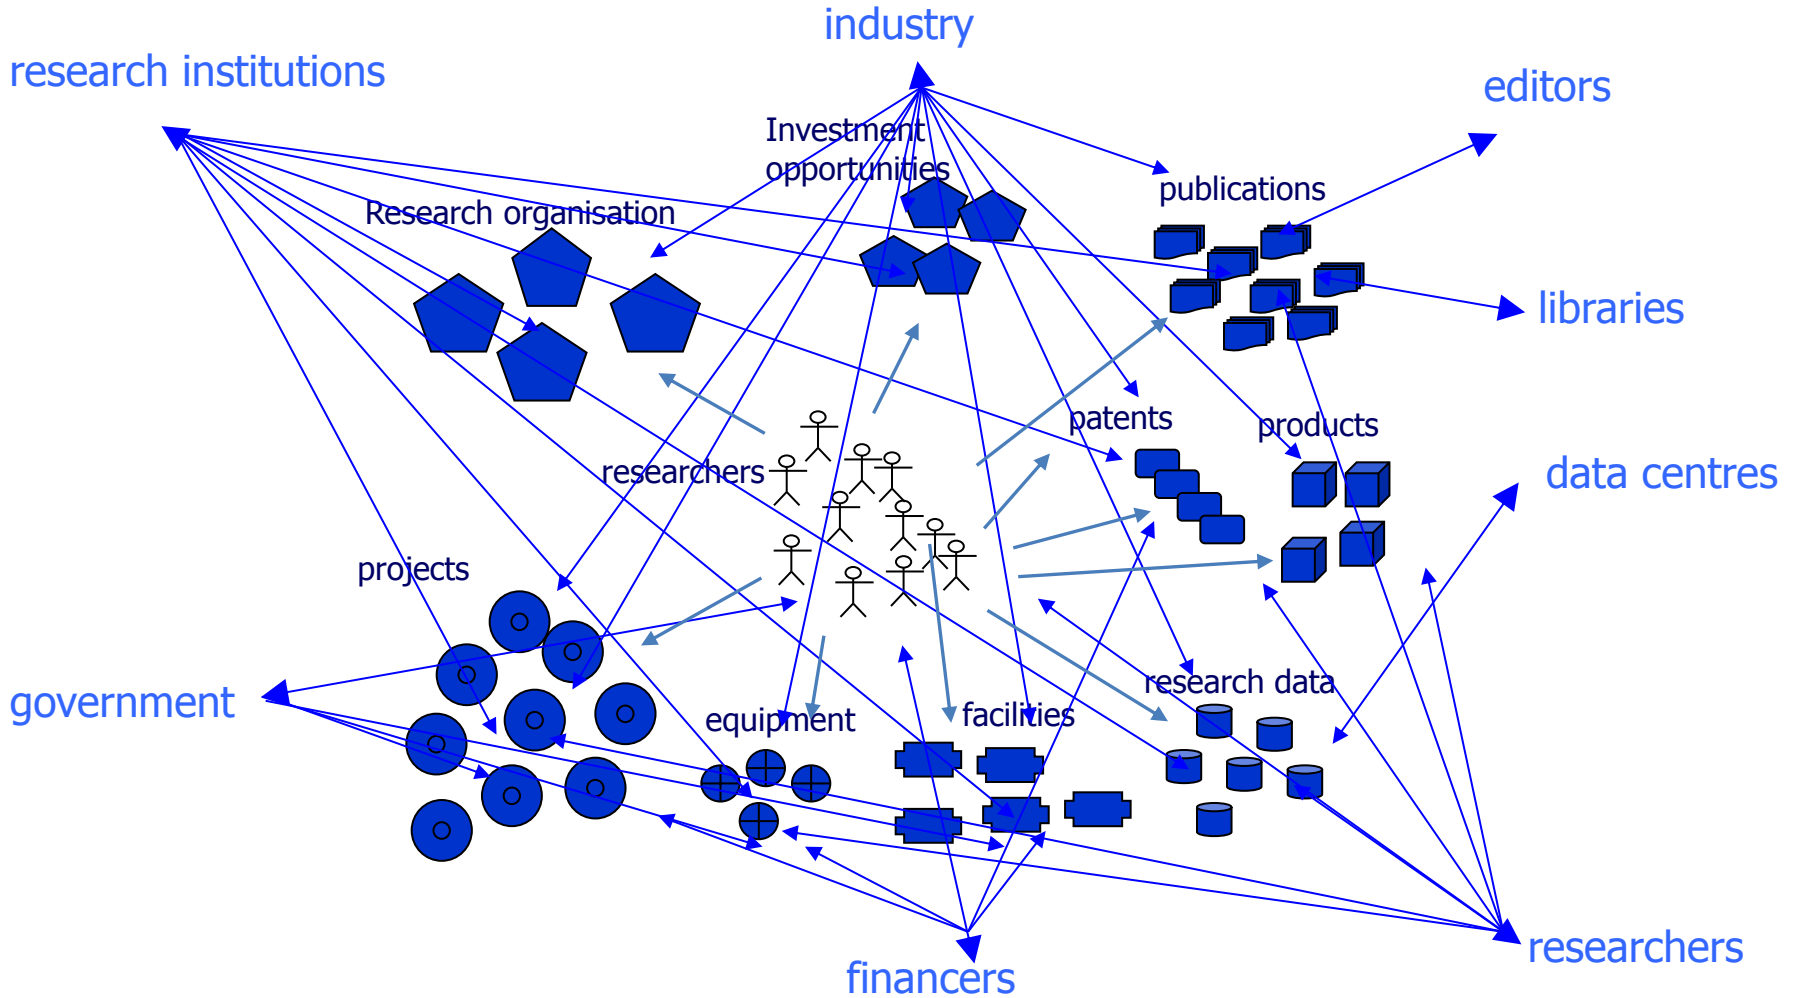 industry
research institutions
editors
Investment
opportunities
publications
Research organisation
libraries
patents
products
researchers
data centres
projects
research data
government
equipment
facilities
researchers
financers